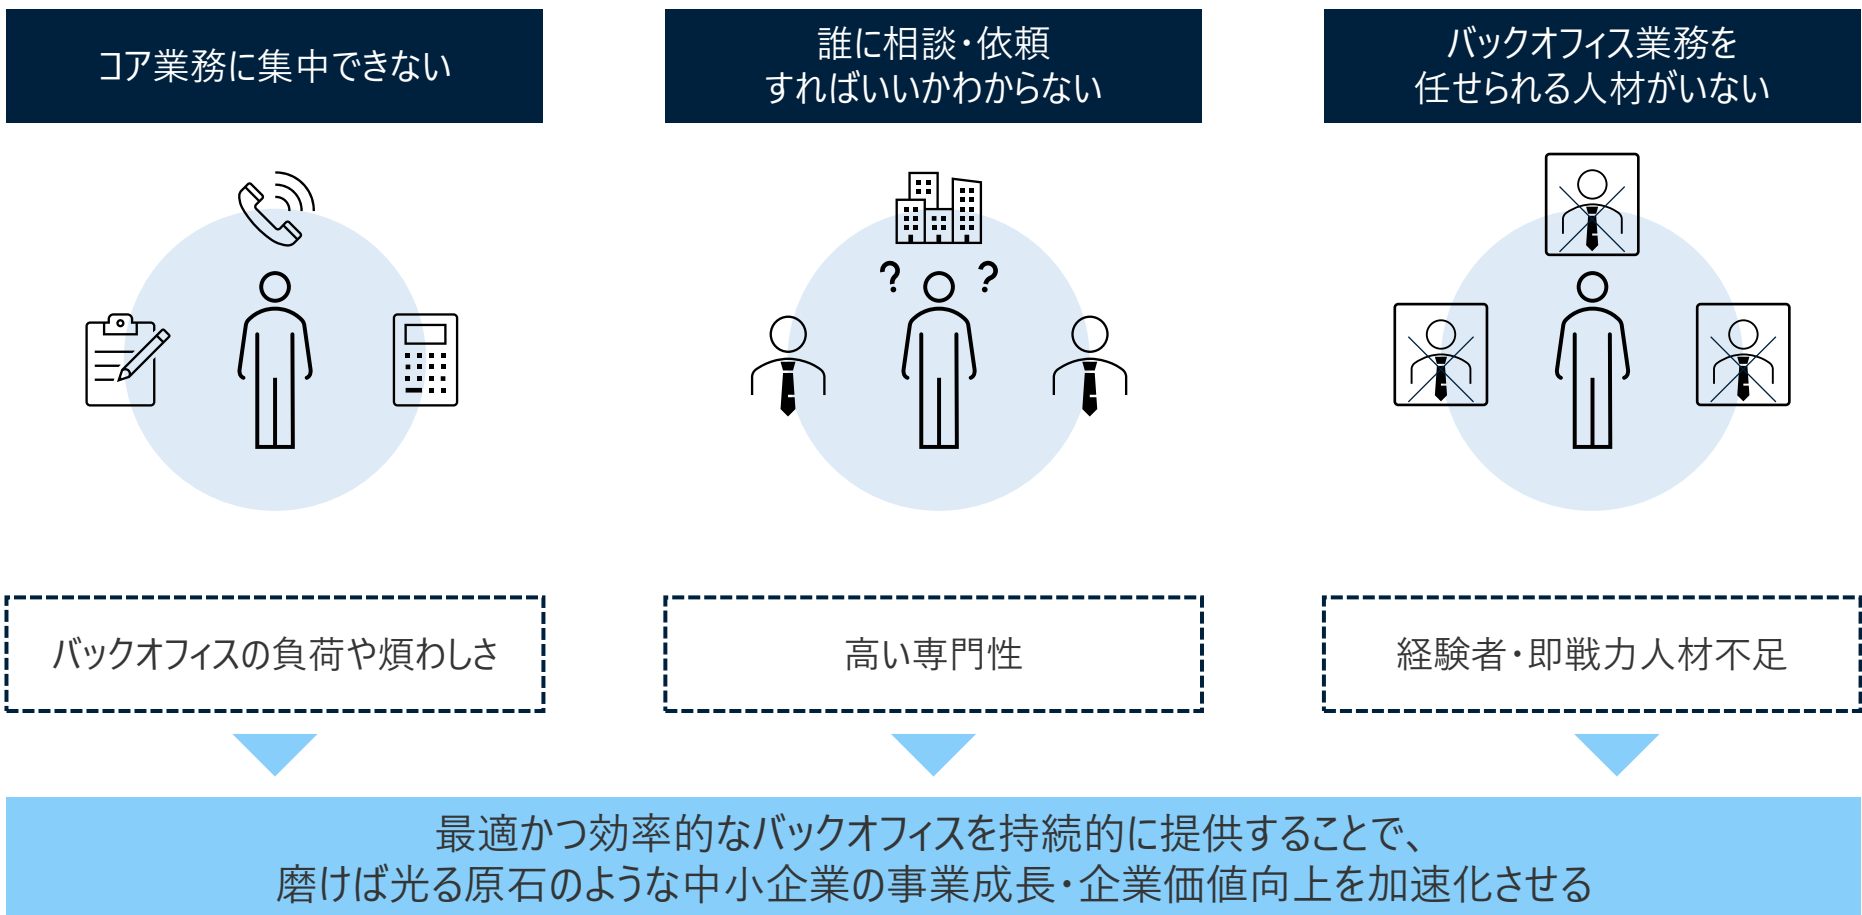 コア業務に集中できない
誰に相談・依頼
すればいいかわからない
バックオフィス業務を
任せられる人材がいない
? ?
バックオフィスの負荷や煩わしさ
高い専門性
経験者・即戦力人材不足
最適かつ効率的なバックオフィスを持続的に提供することで、
磨けば光る原石のような中小企業の事業成長・企業価値向上を加速化させる